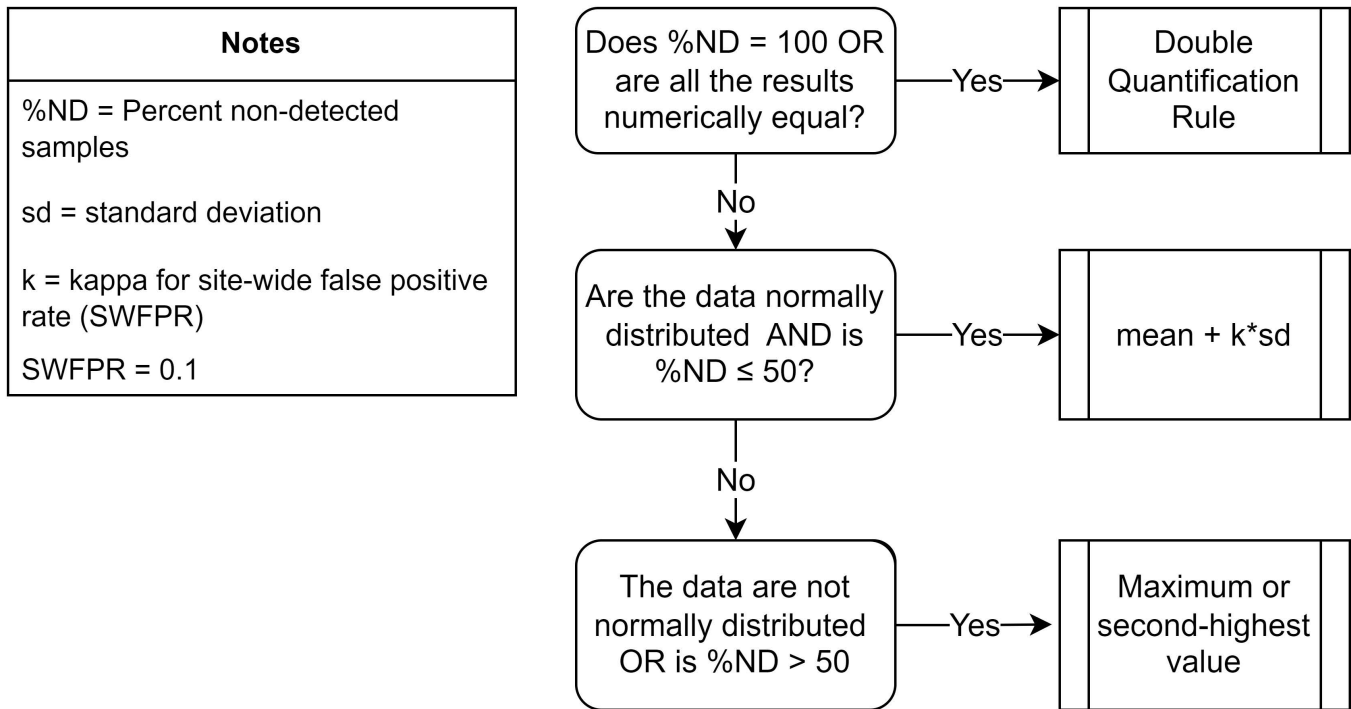 Notes
%ND = Percent non-detected
samples
sd = standard deviation
k = kappa for site-wide false positive
rate (SWFPR)
SWFPR = 0.1
Does %ND = 100 OR
are all the results
numerically equal?
Yes
Double
Quantification
Rule
No
Are the data normally
distributed AND is
%ND ≤ 50?
Yes
mean + k*sd
No
The data are not
normally distributed
OR is %ND > 50
Yes
Maximum or
second-highest
value